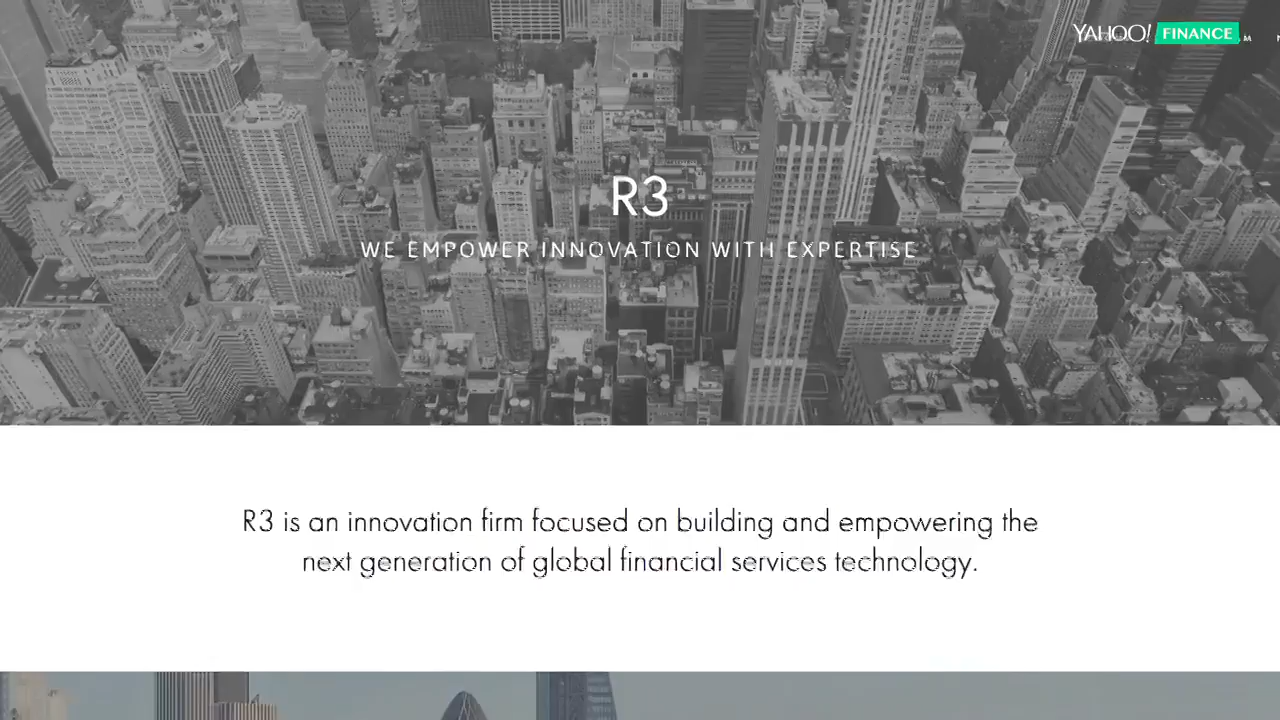 YAHOO! FINANCE
R3
WE EMPOWER INNOVATION WITH EXPERTISE
R3 is an innovation firm focused on building and empowering the
next generation of global financial services technology.